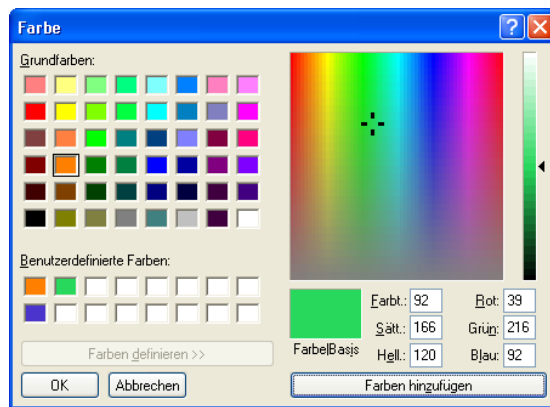 Farbe
Grundfarben:
Benutzerdefinierte Farben:
Farben definieren >>
OK
Abbrechen
Farbe|Basis
Farbt.: 92
Sätt.: 166
Hell.: 120
Rot: 39
Grün: 216
Blau: 92
Farben hinzufügen